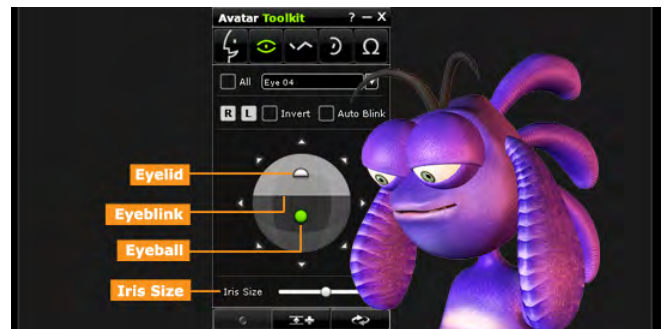 Avatar Toolkit ? – X
All Eye 04
R L Invert Auto Blink
Eyelid
Eyeblink
Eyeball
Iris Size Iris Size